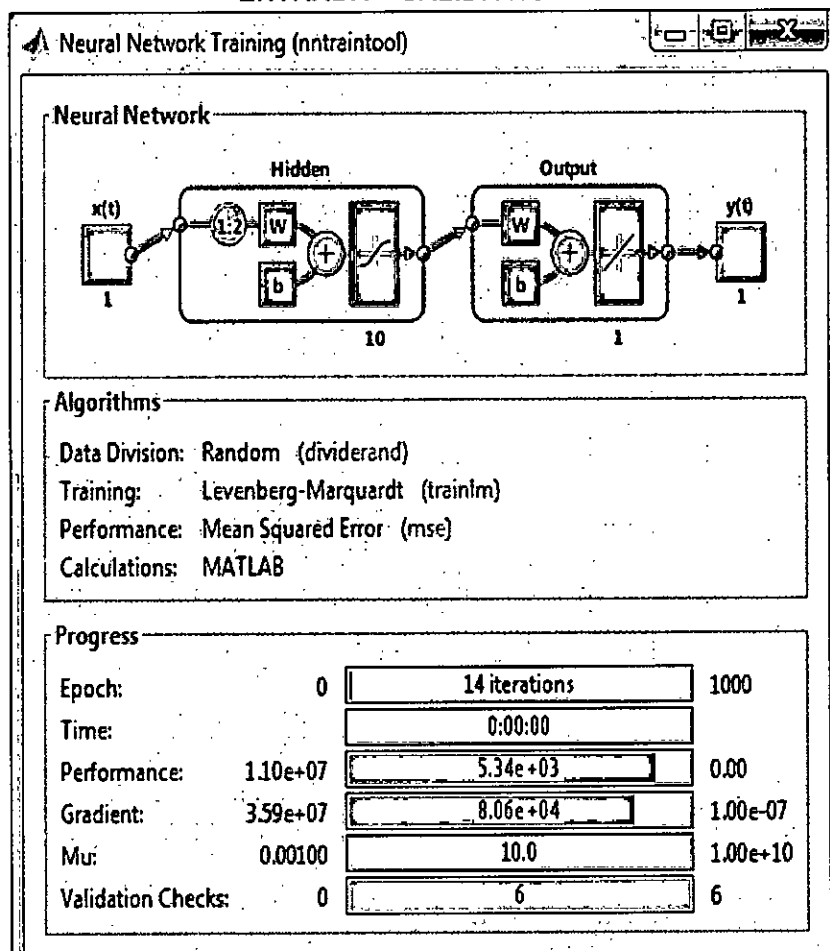 Neural Network Training (nntraintool)
Neural Network
Hidden
Output
x(t)
1:2
W
b
+
10
W
b
+
1
y(t)
1
1
Algorithms
Data Division: Random (dividerand)
Training: Levenberg-Marquardt (trainlm)
Performance: Mean Squared Error (mse)
Calculations: MATLAB
Progress
Epoch: 0 14 iterations 1000
Time: 0:00:00
Performance: 1.10e+07 5.34e+03 0.00
Gradient: 3.59e+07 8.06e+04 1.00e-07
Mu: 0.00100 10.0 1.00e+10
Validation Checks: 0 6 6